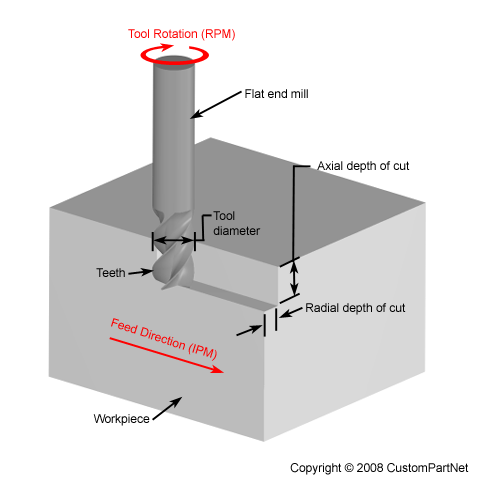 Tool Rotation (RPM)
Flat end mill
Axial depth of cut
Tool
diameter
Teeth
Radial depth of cut
Feed Direction (IPM)
Workpiece
Copyright © 2008 CustomPartNet